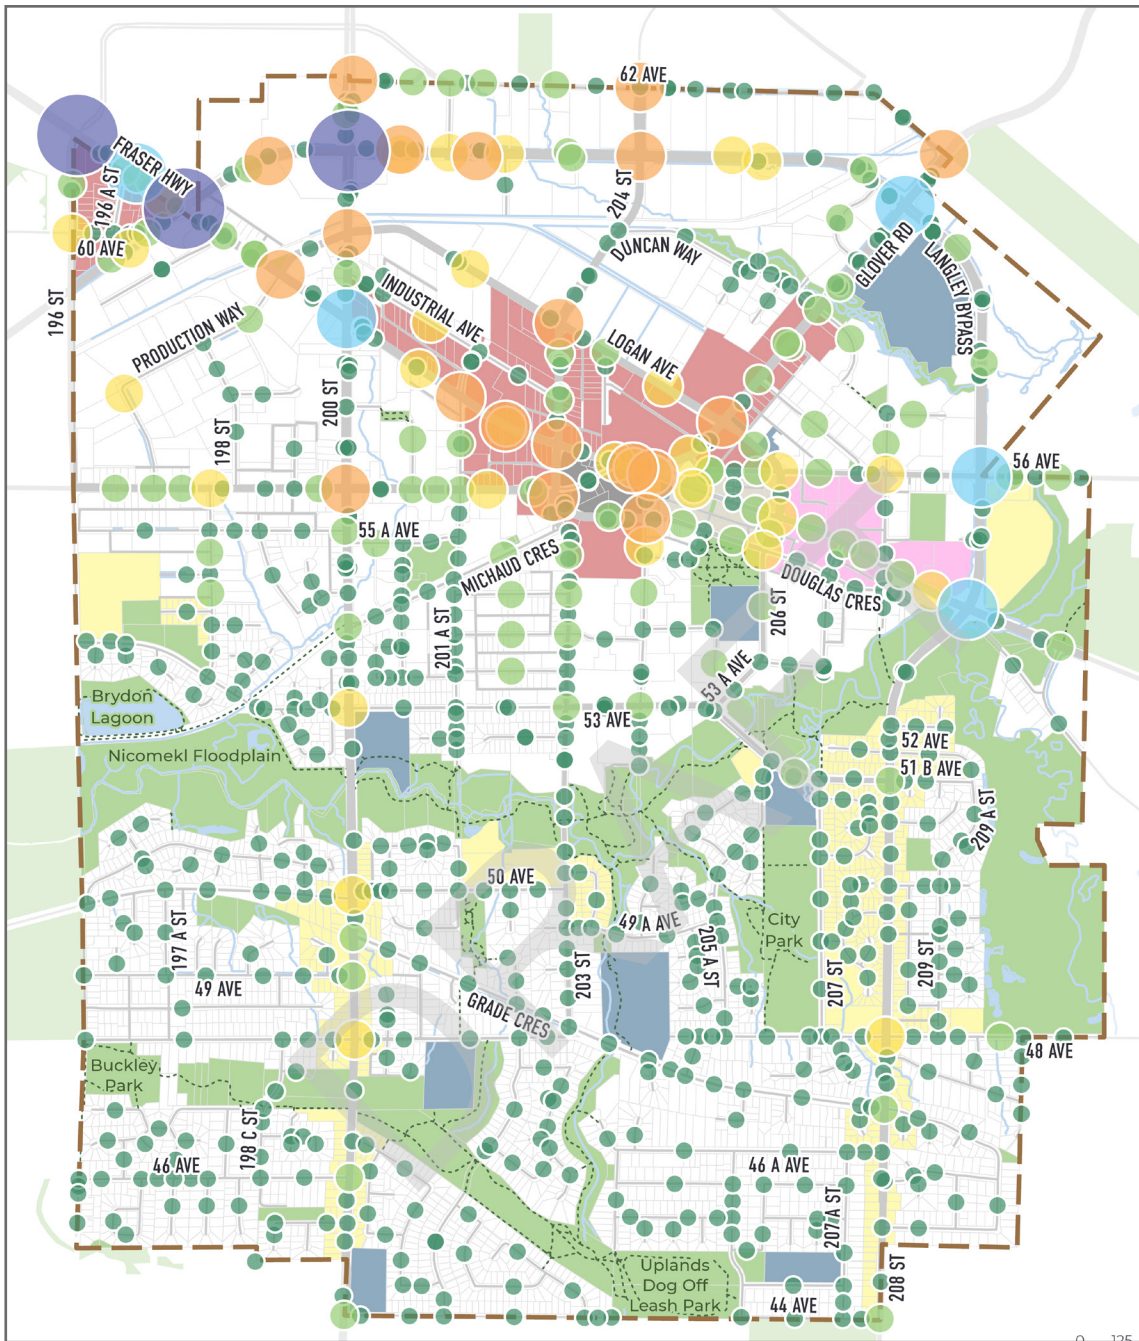 62 AVE
FRASER HWY
196 A ST
204 ST
60 AVE
DUNCAN WAY
GLOVER RD
LANGLEY BYPASS
196 ST
INDUSTRIAL AVE
PRODUCTION WAY
LOGAN AVE
200 ST
198 ST
56 AVE
55 A AVE
MICHAUD CRES
DOUGLAS CRES
206 ST
201 A ST
53 A AVE
Brydon
Lagoon
53 AVE
52 AVE
Nicomekl Floodplain
51 B AVE
209 A ST
50 AVE
49 A AVE
City
Park
197 A ST
205 A ST
203 ST
207 ST
209 ST
49 AVE
GRADE CRES
48 AVE
Buckley
Park
198 C ST
46 AVE
46 A AVE
207 A ST
Uplands
Dog Off
Leash Park
208 ST
44 AVE
0 125